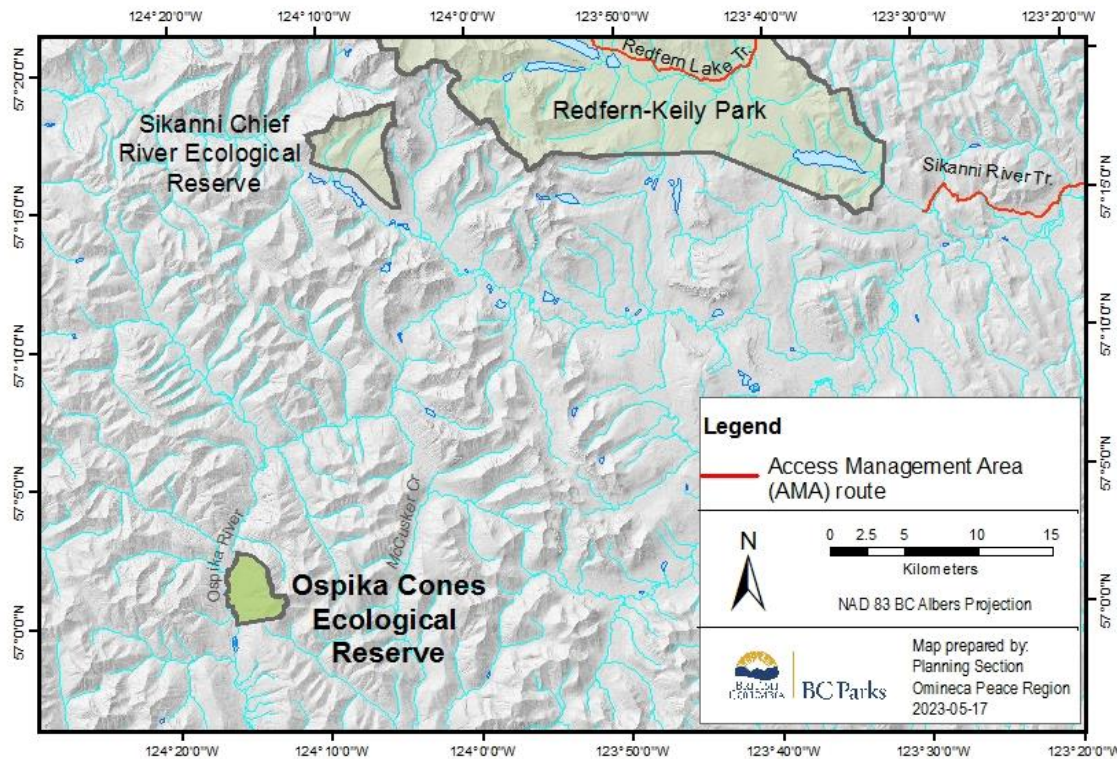 124°20'0"W 124°10'0"W 124°0'0"W 123°50'0"W 123°40'0"W 123°30'0"W 123°20'0"W
57°20'0"N
57°15'0"N
57°10'0"N
57°5'0"N
57°0'0"N
Redfern Lake Tr.
Redfern-Keily Park
Sikanni Chief
River Ecological
Reserve
Sikanni River Tr.
57°15'0"N
57°10'0"N
57°5'0"N
57°0'0"N
McCusker Cr
Ospika River
Ospika Cones
Ecological
Reserve
Legend
Access Management Area
(AMA) route
N
0 2.5 5 10 15
Kilometers
NAD 83 BC Albers Projection
BRITISH
COLUMBIA
BC Parks
Map prepared by:
Planning Section
Omineca Peace Region
2023-05-17
124°20'0"W 124°10'0"W 124°0'0"W 123°50'0"W 123°40'0"W 123°30'0"W 123°20'0"W